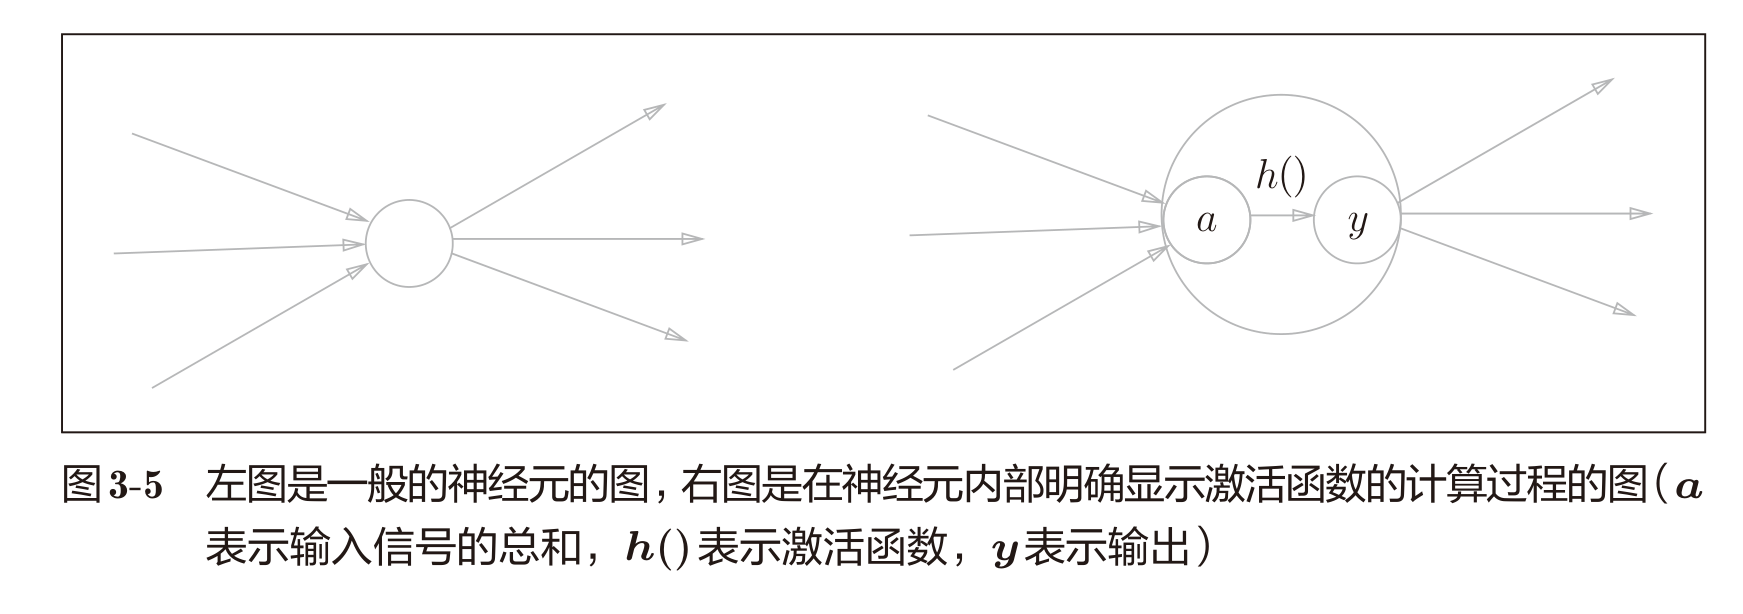 h()
a
y
图3-5 左图是一般的神经元的图，右图是在神经元内部明确显示激活函数的计算过程的图（a
表示输入信号的总和，h()表示激活函数，y表示输出）